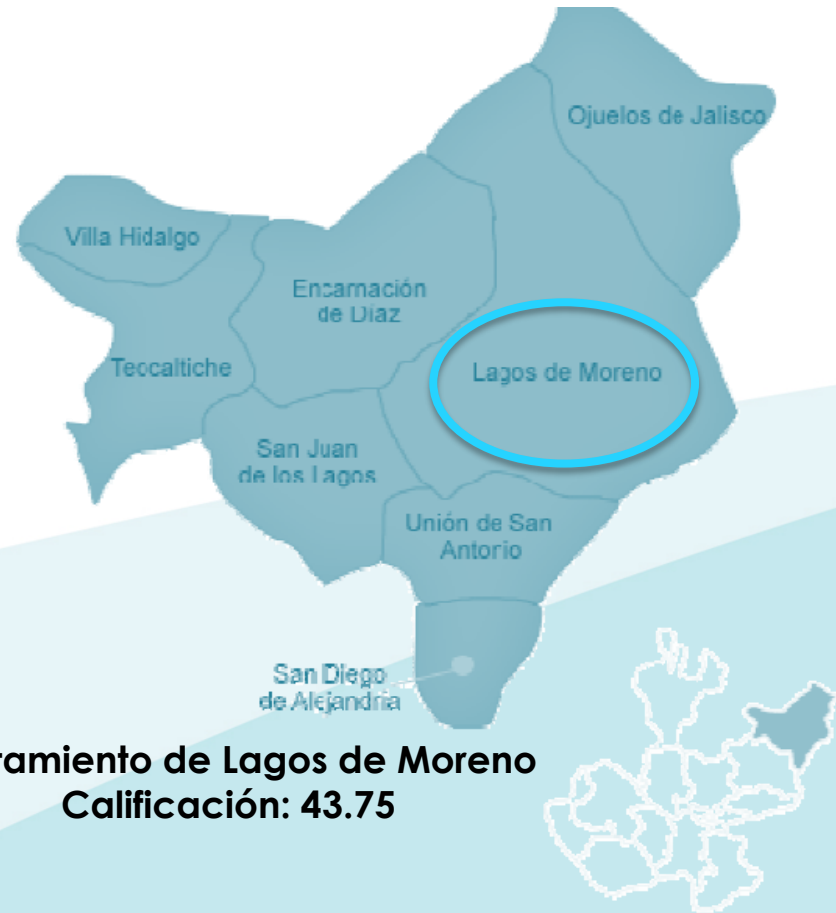 Ojuelos de Jalisco
Villa Hidalgo
Encarnación
de Díaz
Teocaltiche
Lagos de Moreno
San Juan
de los Lagos
Unión de San
Antonio
San Diego
de Alejandría
ramiento de Lagos de Moreno
Calificación: 43.75